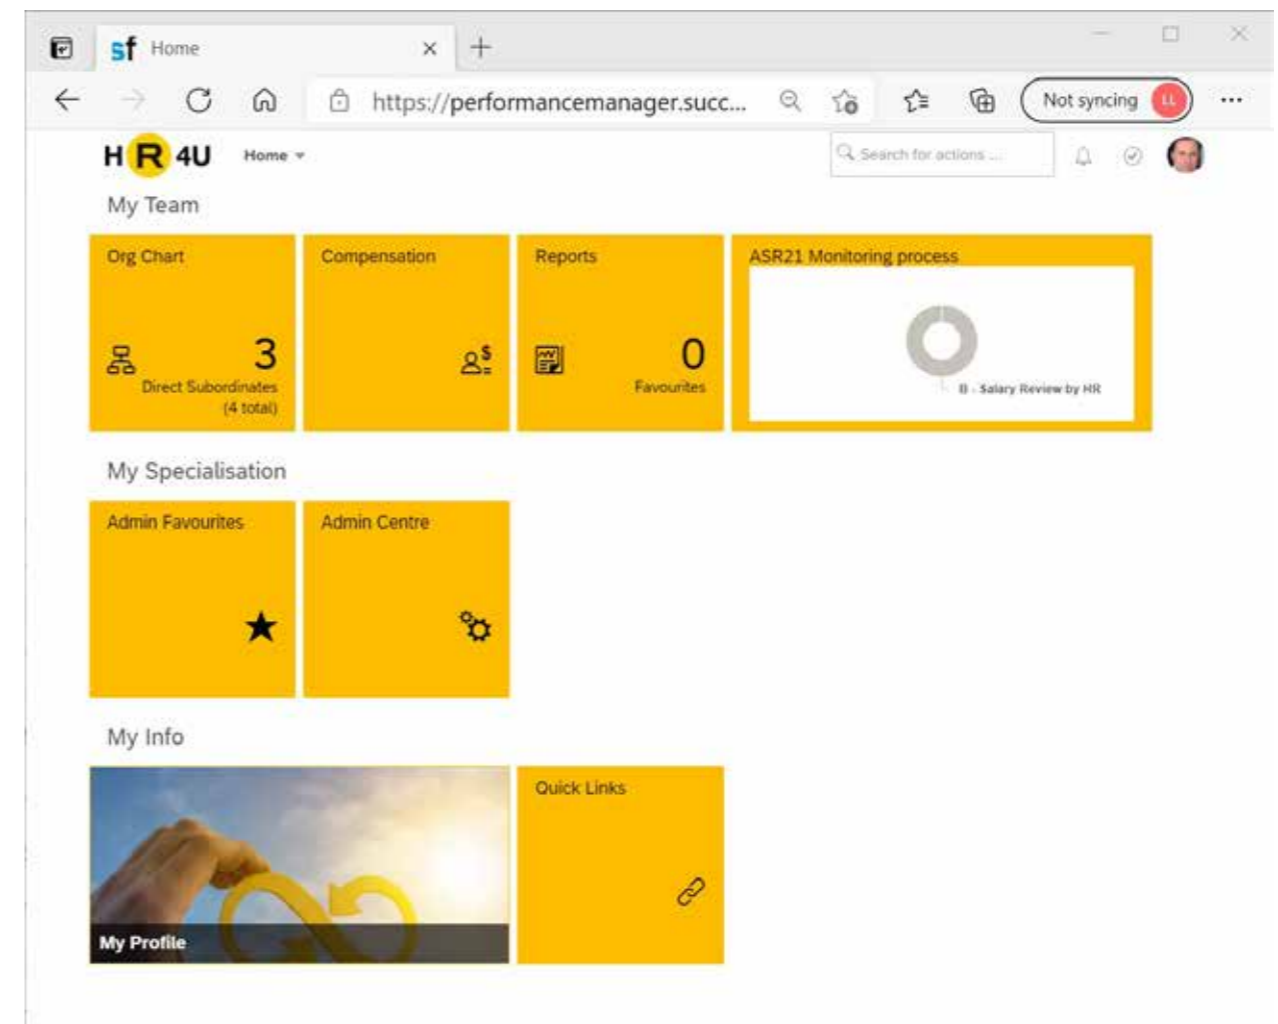 sf Home
https://performancemanager.succ...
Not syncing LL
HR4U Home
Search for actions ...
My Team
Org Chart
3
Direct Subordinates
(4 total)
Compensation
Reports
0
Favourites
ASR21 Monitoring process
B - Salary Review by HR
My Specialisation
Admin Favourites
Admin Centre
My Info
My Profile
Quick Links